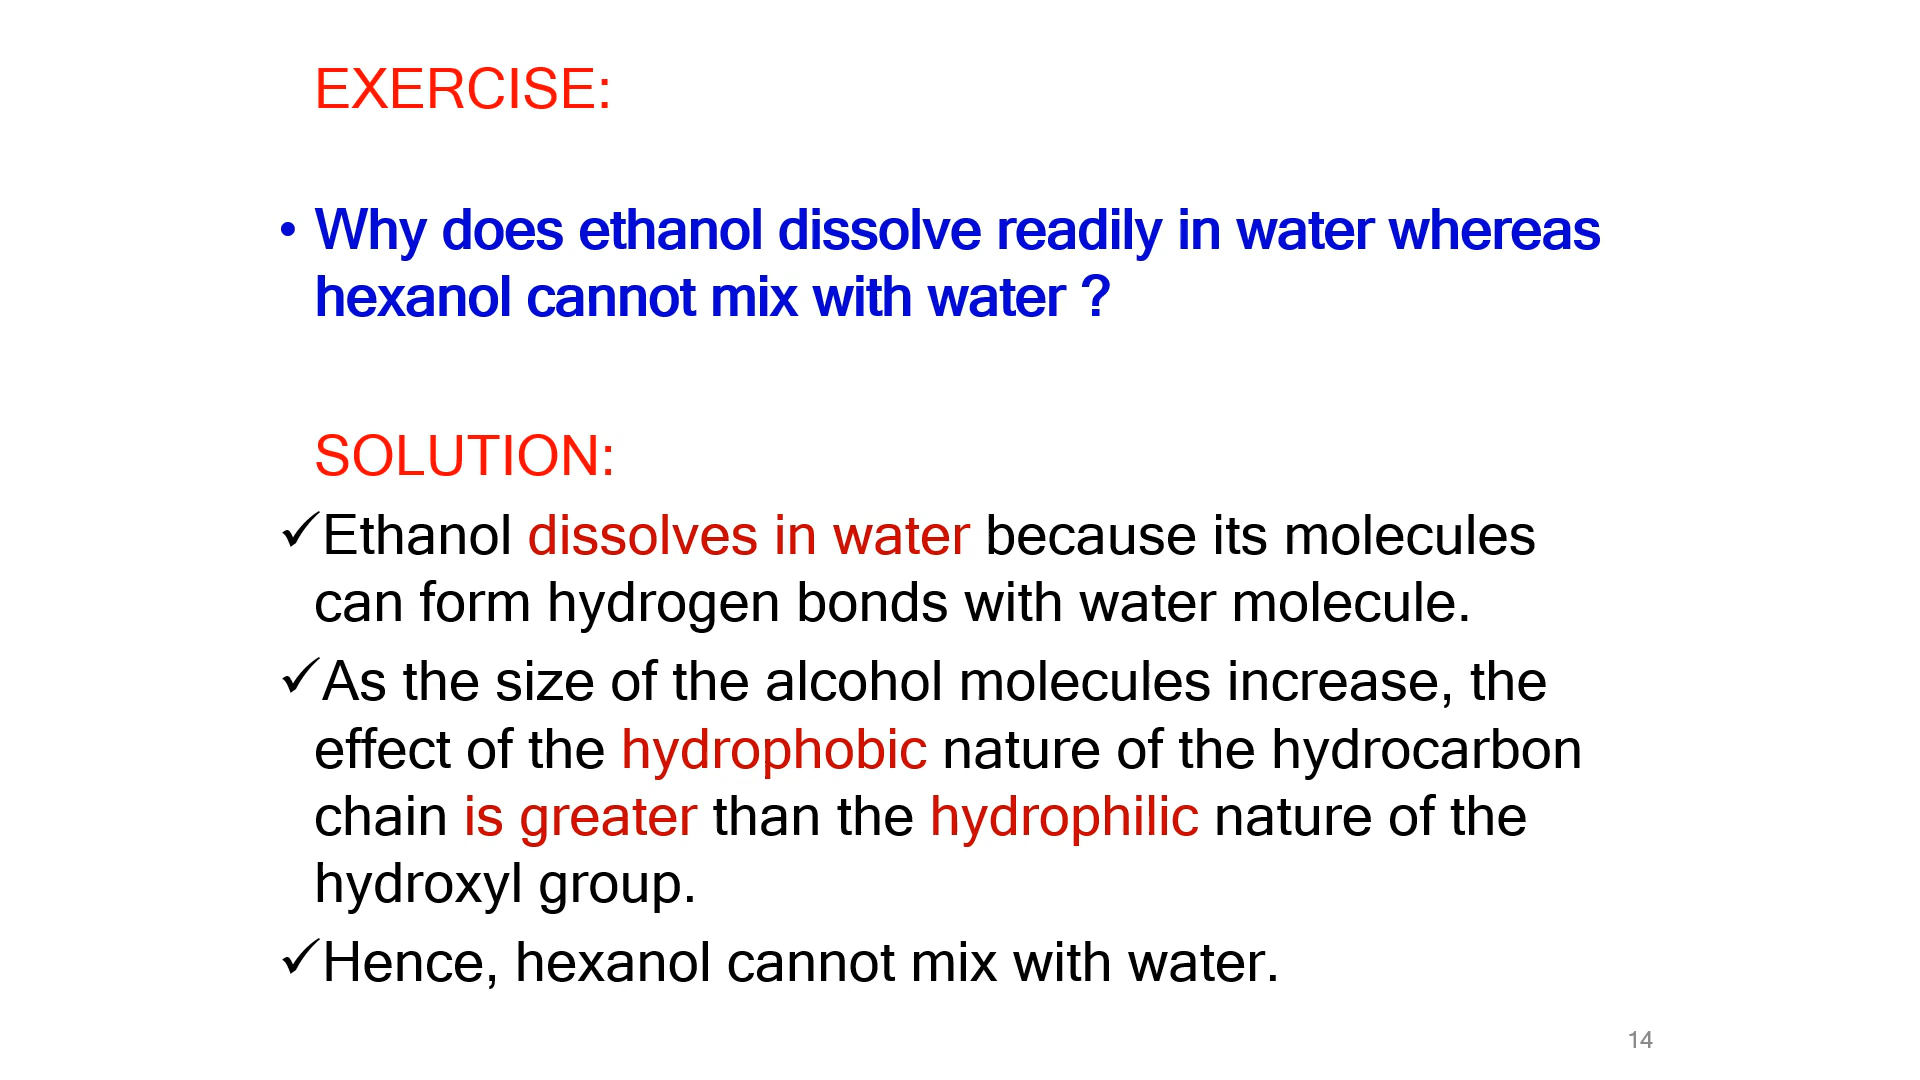 EXERCISE:
• Why does ethanol dissolve readily in water whereas
hexanol cannot mix with water ?
SOLUTION:
✓Ethanol dissolves in water because its molecules
can form hydrogen bonds with water molecule.
✓As the size of the alcohol molecules increase, the
effect of the hydrophobic nature of the hydrocarbon
chain is greater than the hydrophilic nature of the
hydroxyl group.
✓Hence, hexanol cannot mix with water.
14